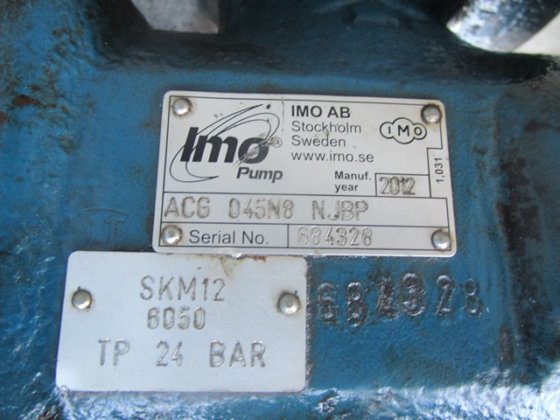 Imo®
Pump
IMO AB
Stockholm
Sweden
www.imo.se
IMO
Manuf.
year 2012
1.031
ACG 045N8 NJBP
Serial No. 684328
684328
SKM12
6050
TP 24 BAR